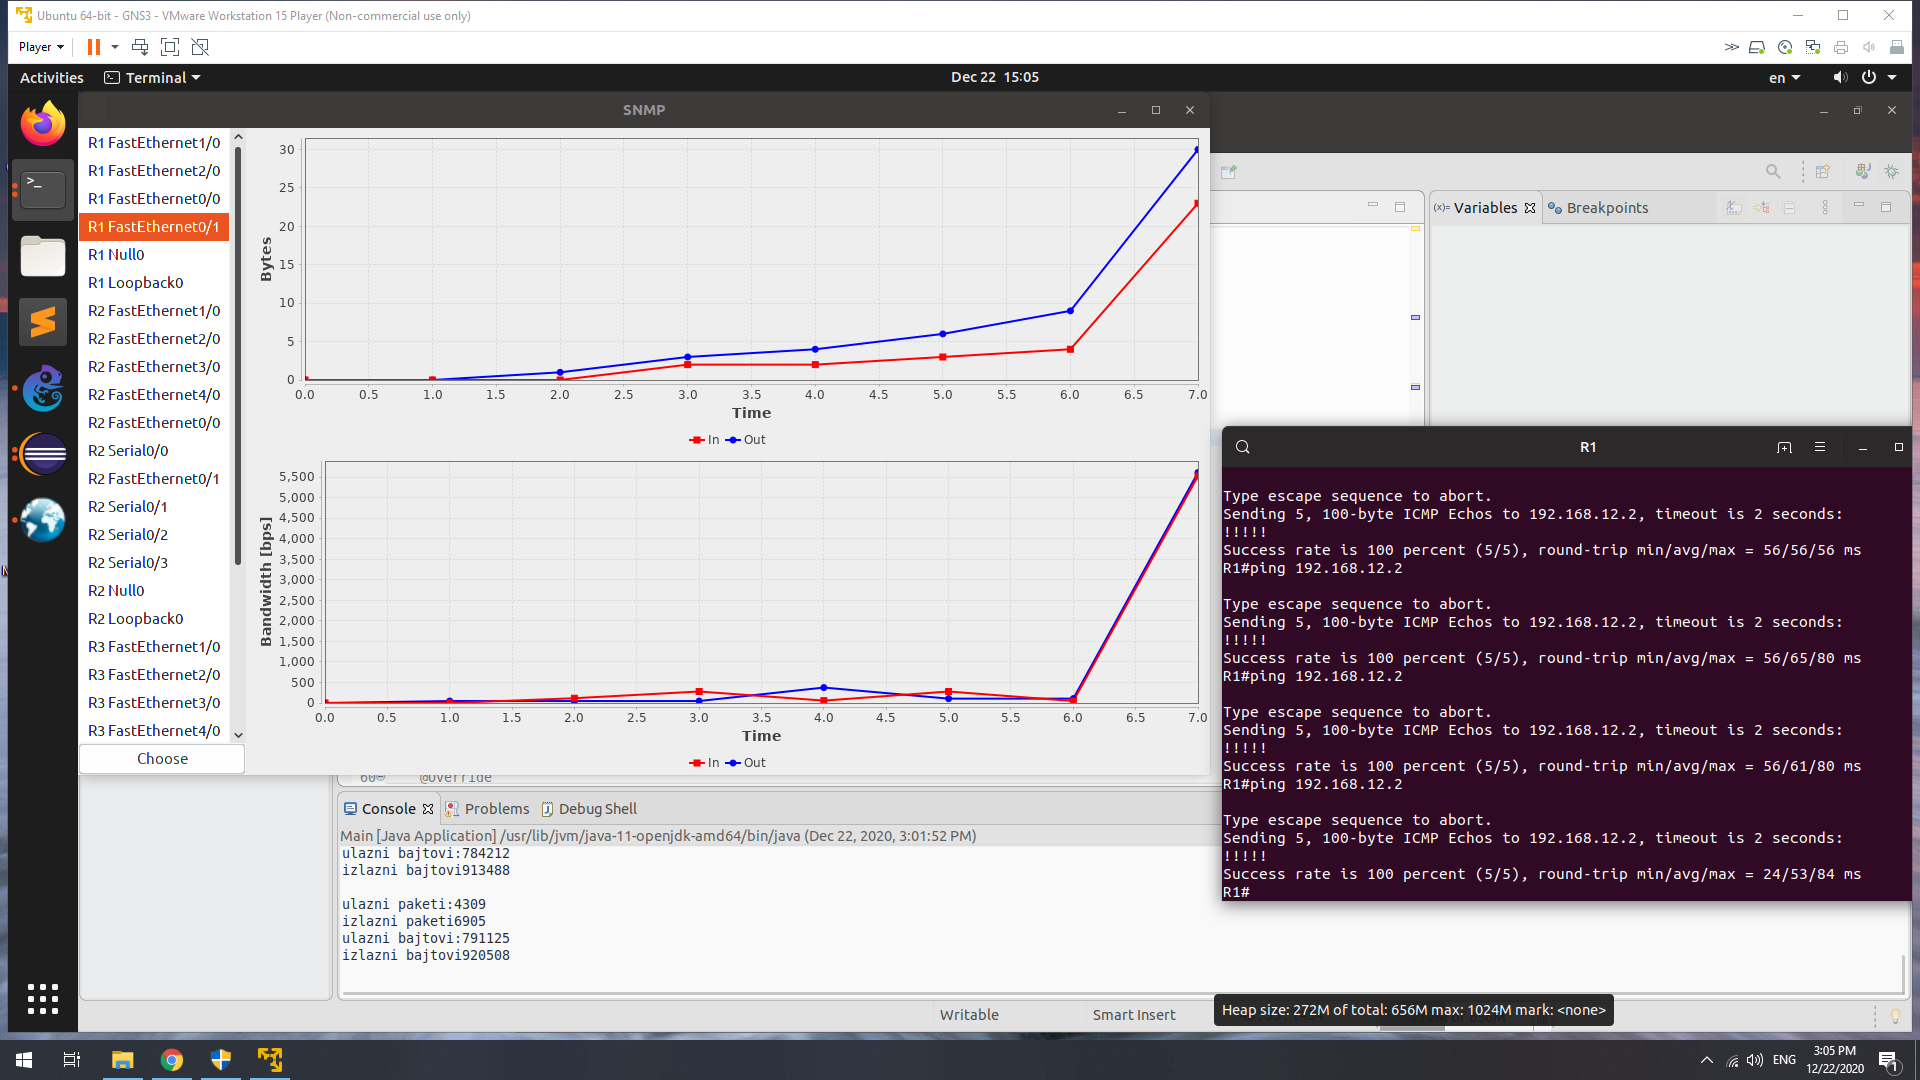 Ubuntu 64-bit - GNS3 - VMware Workstation 15 Player (Non-commercial use only)
Player
Activities
Terminal
Dec 22 15:05
en
SNMP
R1 FastEthernet1/0
R1 FastEthernet2/0
R1 FastEthernet0/0
R1 FastEthernet0/1
R1 Null0
R1 Loopback0
R2 FastEthernet1/0
R2 FastEthernet2/0
R2 FastEthernet3/0
R2 FastEthernet4/0
R2 FastEthernet0/0
R2 Serial0/0
R2 FastEthernet0/1
R2 Serial0/1
R2 Serial0/2
R2 Serial0/3
R2 Null0
R2 Loopback0
R3 FastEthernet1/0
R3 FastEthernet2/0
R3 FastEthernet3/0
R3 FastEthernet4/0
Choose
Bytes
30
25
20
15
10
5
0
0.0 0.5 1.0 1.5 2.0 2.5 3.0 3.5 4.0 4.5 5.0 5.5 6.0 6.5 7.0
Time
In Out
Bandwidth [bps]
5,500
5,000
4,500
4,000
3,500
3,000
2,500
2,000
1,500
1,000
500
0
0.0 0.5 1.0 1.5 2.0 2.5 3.0 3.5 4.0 4.5 5.0 5.5 6.0 6.5 7.0
Time
In Out
(x)= Variables
Breakpoints
60 @Override
Console
Problems
Debug Shell
Main [Java Application] /usr/lib/jvm/java-11-openjdk-amd64/bin/java (Dec 22, 2020, 3:01:52 PM)
ulazni bajtovi:784212
izlazni bajtovi913488
ulazni paketi:4309
izlazni paketi6905
ulazni bajtovi:791125
izlazni bajtovi920508
R1
Type escape sequence to abort.
Sending 5, 100-byte ICMP Echos to 192.168.12.2, timeout is 2 seconds:
!!!!!
Success rate is 100 percent (5/5), round-trip min/avg/max = 56/56/56 ms
R1#ping 192.168.12.2
Type escape sequence to abort.
Sending 5, 100-byte ICMP Echos to 192.168.12.2, timeout is 2 seconds:
!!!!!
Success rate is 100 percent (5/5), round-trip min/avg/max = 56/65/80 ms
R1#ping 192.168.12.2
Type escape sequence to abort.
Sending 5, 100-byte ICMP Echos to 192.168.12.2, timeout is 2 seconds:
!!!!!
Success rate is 100 percent (5/5), round-trip min/avg/max = 56/61/80 ms
R1#ping 192.168.12.2
Type escape sequence to abort.
Sending 5, 100-byte ICMP Echos to 192.168.12.2, timeout is 2 seconds:
!!!!!
Success rate is 100 percent (5/5), round-trip min/avg/max = 24/53/84 ms
R1#
Writable
Smart Insert
Heap size: 272M of total: 656M max: 1024M mark: <none>
ENG
3:05 PM
12/22/2020
1